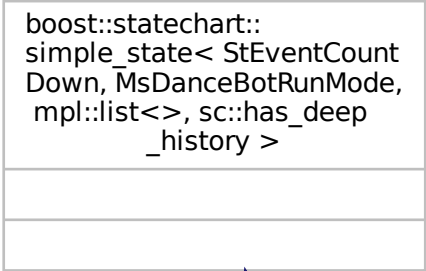 boost::statechart::
simple_state< StEventCount
Down, MsDanceBotRunMode,
mpl::list<>, sc::has_deep
_history >